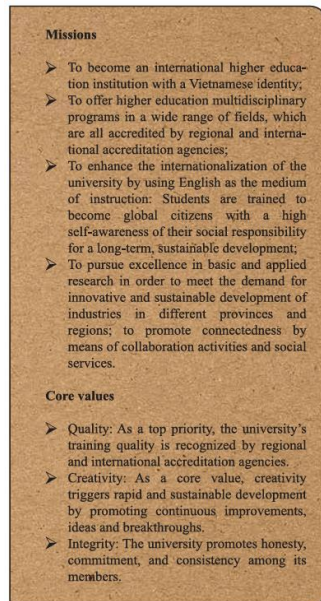 Missions
➤ To become an international higher educa-
tion institution with a Vietnamese identity;
➤ To offer higher education multidisciplinary
programs in a wide range of fields, which
are all accredited by regional and interna-
tional accreditation agencies;
➤ To enhance the internationalization of the
university by using English as the medium
of instruction: Students are trained to
become global citizens with a high
self-awareness of their social responsibility
for a long-term, sustainable development;
➤ To pursue excellence in basic and applied
research in order to meet the demand for
innovative and sustainable development of
industries in different provinces and
regions; to promote connectedness by
means of collaboration activities and social
services.
Core values
➤ Quality: As a top priority, the university’s
training quality is recognized by regional
and international accreditation agencies.
➤ Creativity: As a core value, creativity
triggers rapid and sustainable development
by promoting continuous improvements,
ideas and breakthroughs.
➤ Integrity: The university promotes honesty,
commitment, and consistency among its
members.